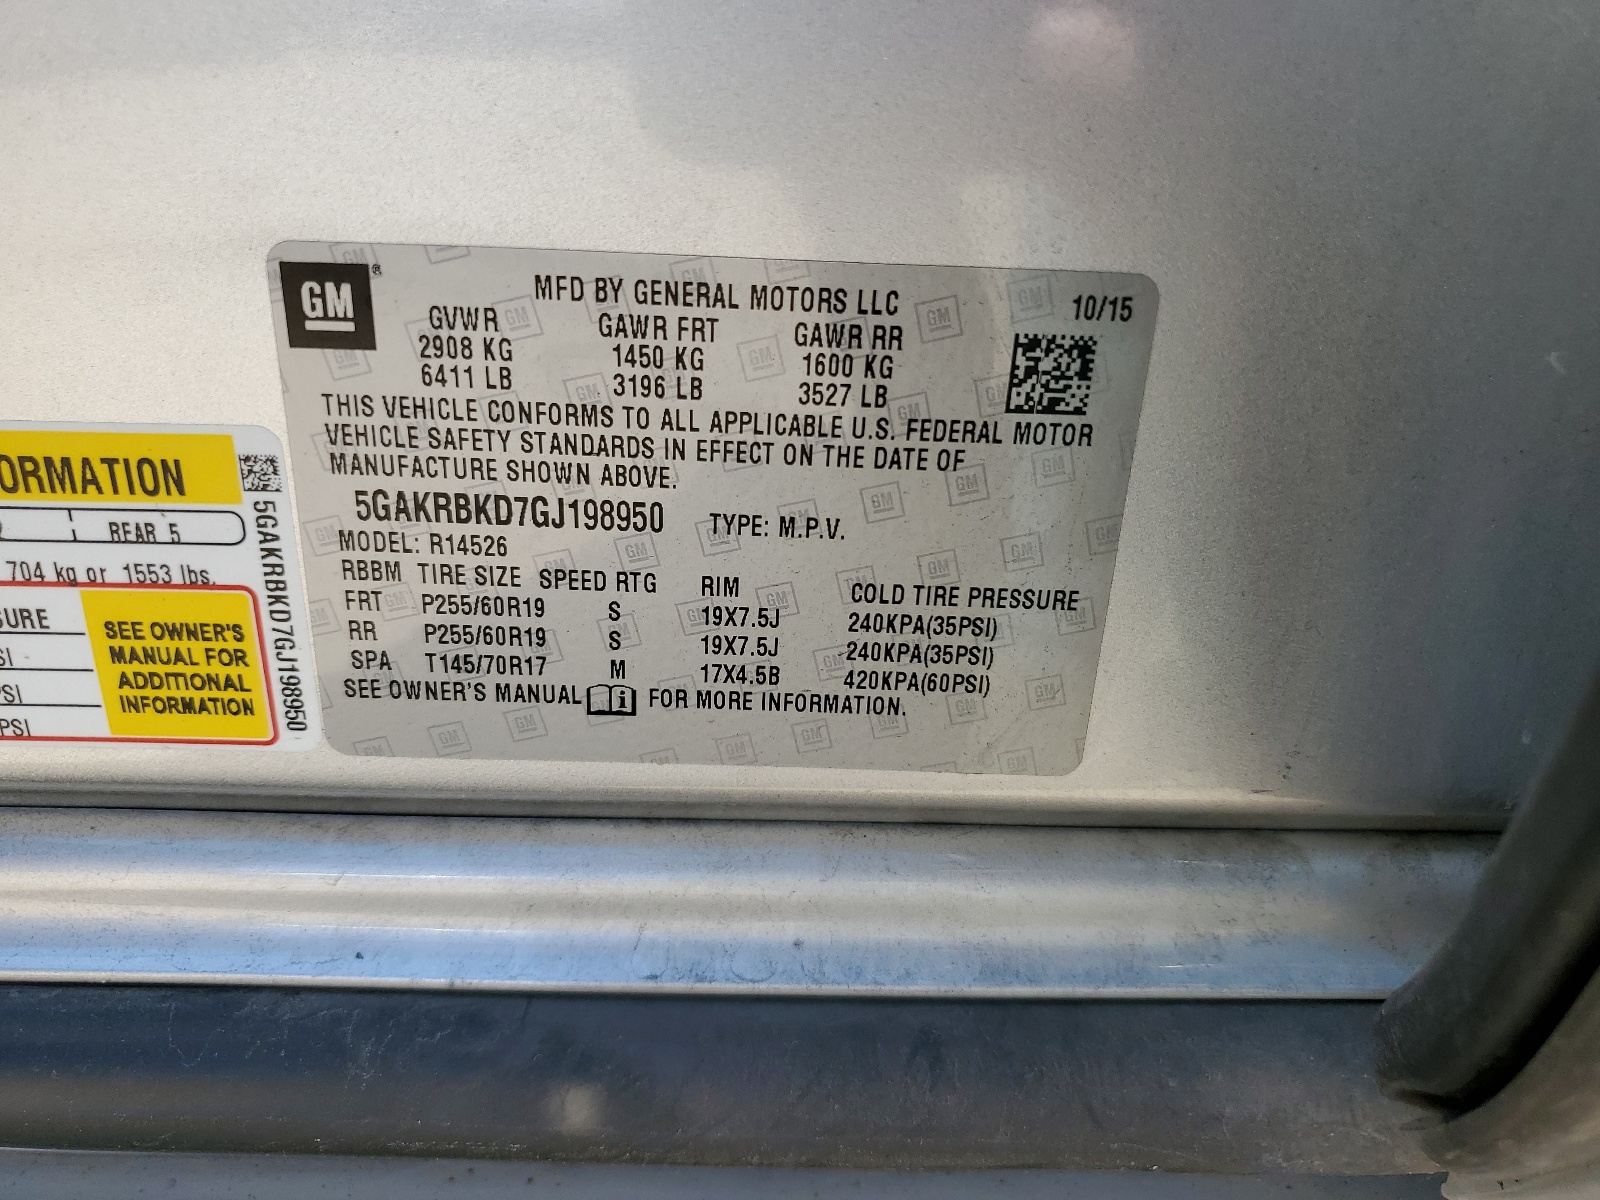 GM®
MFD BY GENERAL MOTORS LLC
10/15
GVWR GAWR FRT GAWR RR
2908 KG 1450 KG 1600 KG
6411 LB 3196 LB 3527 LB
THIS VEHICLE CONFORMS TO ALL APPLICABLE U.S. FEDERAL MOTOR
VEHICLE SAFETY STANDARDS IN EFFECT ON THE DATE OF
MANUFACTURE SHOWN ABOVE.
5GAKRBKD7GJ198950 TYPE: M.P.V.
MODEL: R14526
RBBM TIRE SIZE SPEED RTG RIM COLD TIRE PRESSURE
FRT P255/60R19 S 19X7.5J 240KPA(35PSI)
RR P255/60R19 S 19X7.5J 240KPA(35PSI)
SPA T145/70R17 M 17X4.5B 420KPA(60PSI)
SEE OWNER'S MANUAL FOR MORE INFORMATION.
ORMATION
REAR 5
704 kg or 1553 lbs.
SURE
SI
PSI
PSI
SEE OWNER'S
MANUAL FOR
ADDITIONAL
INFORMATION
5GAKRBKD7GJ198950